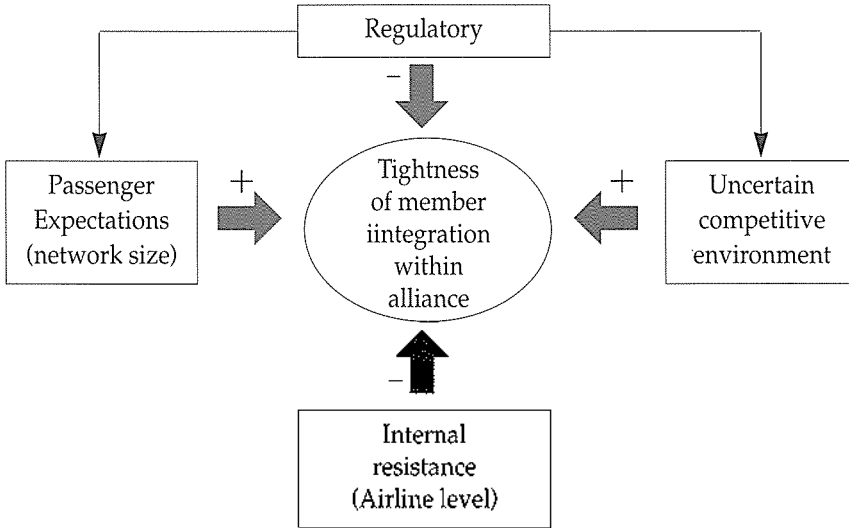 Regulatory
−
Passenger
Expectations
(network size)
+
Tightness
of member
iintegration
within
alliance
+
Uncertain
competitive
environment
−
Internal
resistance
(Airline level)